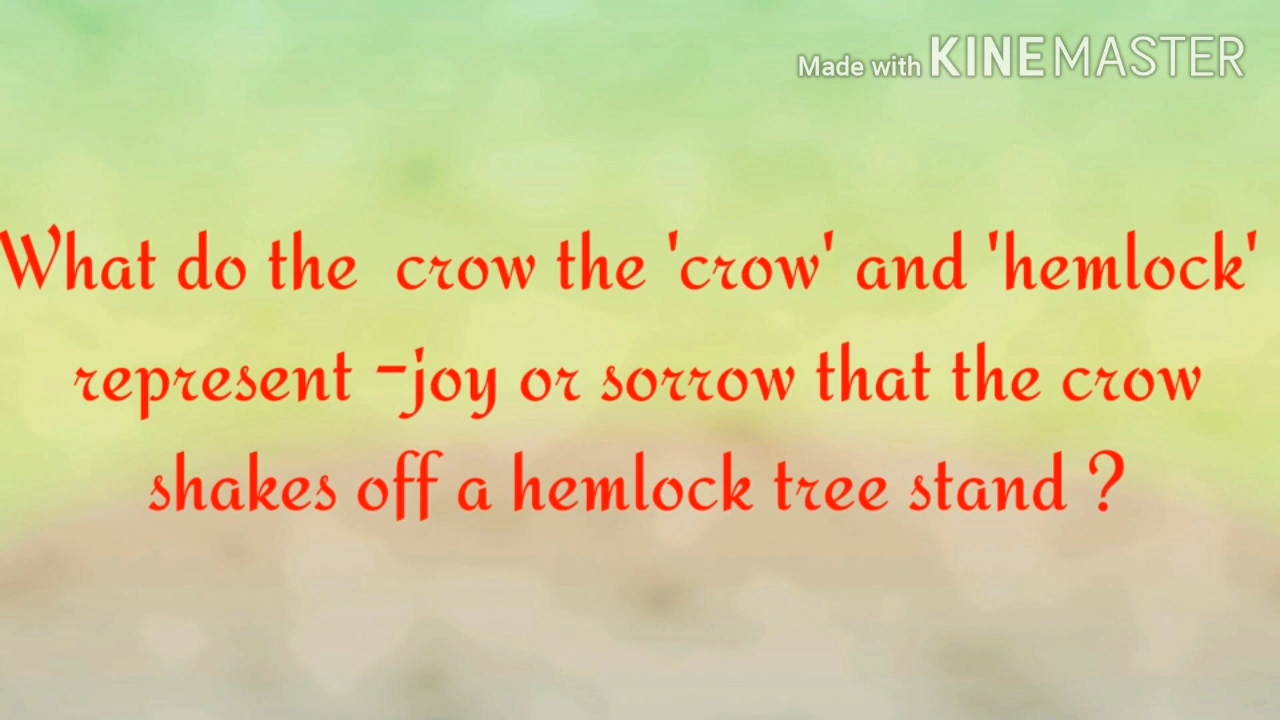 Made with KINEMASTER
What do the crow the 'crow' and 'hemlock'
represent -joy or sorrow that the crow
shakes off a hemlock tree stand ?